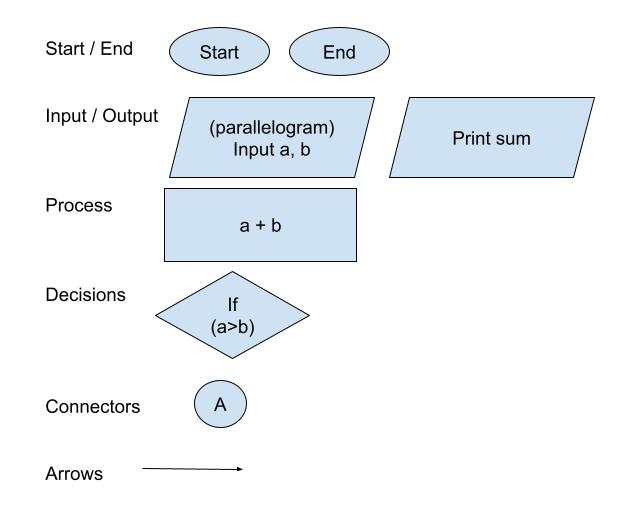 Start / End
Start
End
Input / Output
(parallelogram)
Input a, b
Print sum
Process
a + b
Decisions
If
(a>b)
Connectors
A
Arrows